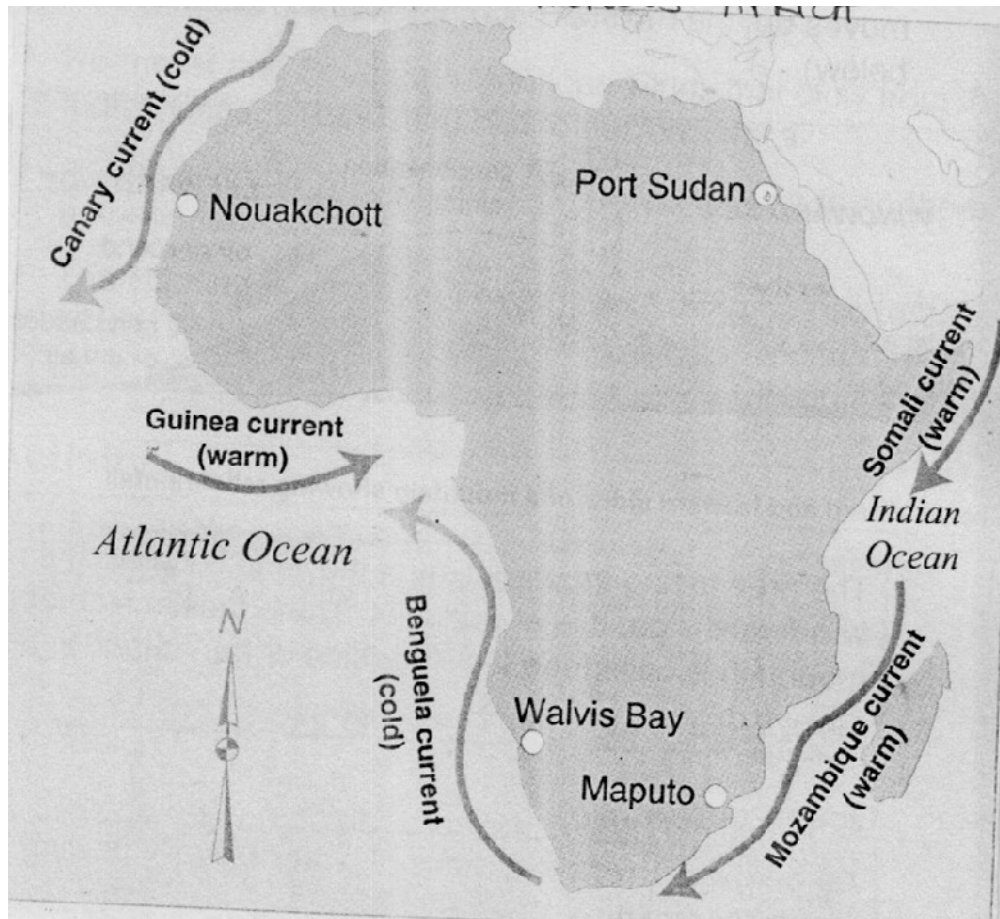 Canary current (cold)
Nouakchott
Port Sudan
Guinea current
(warm)
Somali current
(warm)
Indian
Ocean
Atlantic Ocean
N
Benguela current
(cold)
Walvis Bay
Maputo
Mozambique current
(warm)